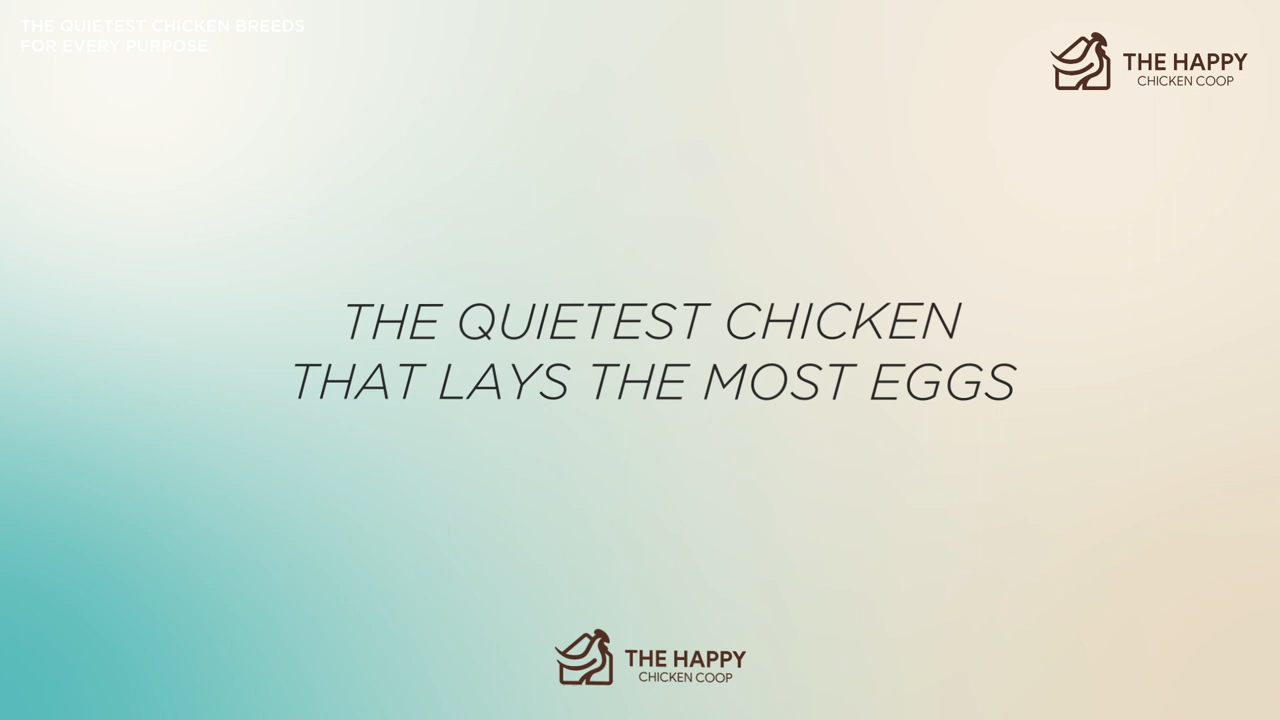 THE QUIETEST CHICKEN BREEDS
FOR EVERY PURPOSE
THE HAPPY
CHICKEN COOP
THE QUIETEST CHICKEN
THAT LAYS THE MOST EGGS
THE HAPPY
CHICKEN COOP